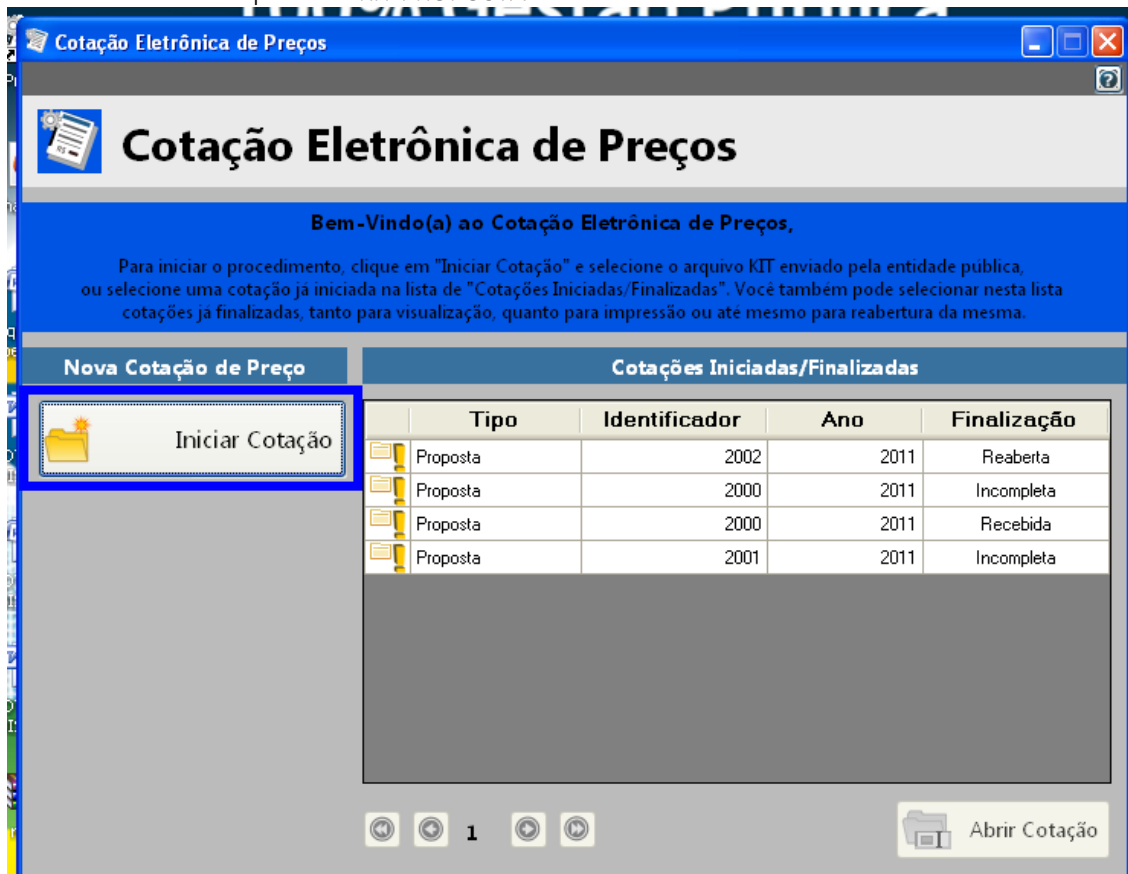 100% Gestão Pública
Cotação Eletrônica de Preços
Cotação Eletrônica de Preços
Bem-Vindo(a) ao Cotação Eletrônica de Preços,
Para iniciar o procedimento, clique em "Iniciar Cotação" e selecione o arquivo KIT enviado pela entidade pública,
ou selecione uma cotação já iniciada na lista de "Cotações Iniciadas/Finalizadas". Você também pode selecionar nesta lista
cotações já finalizadas, tanto para visualização, quanto para impressão ou até mesmo para reabertura da mesma.
Nova Cotação de Preço
Cotações Iniciadas/Finalizadas
Iniciar Cotação
Tipo Identificador Ano Finalização
Proposta 2002 2011 Reaberta
Proposta 2000 2011 Incompleta
Proposta 2000 2011 Recebida
Proposta 2001 2011 Incompleta
1
Abrir Cotação